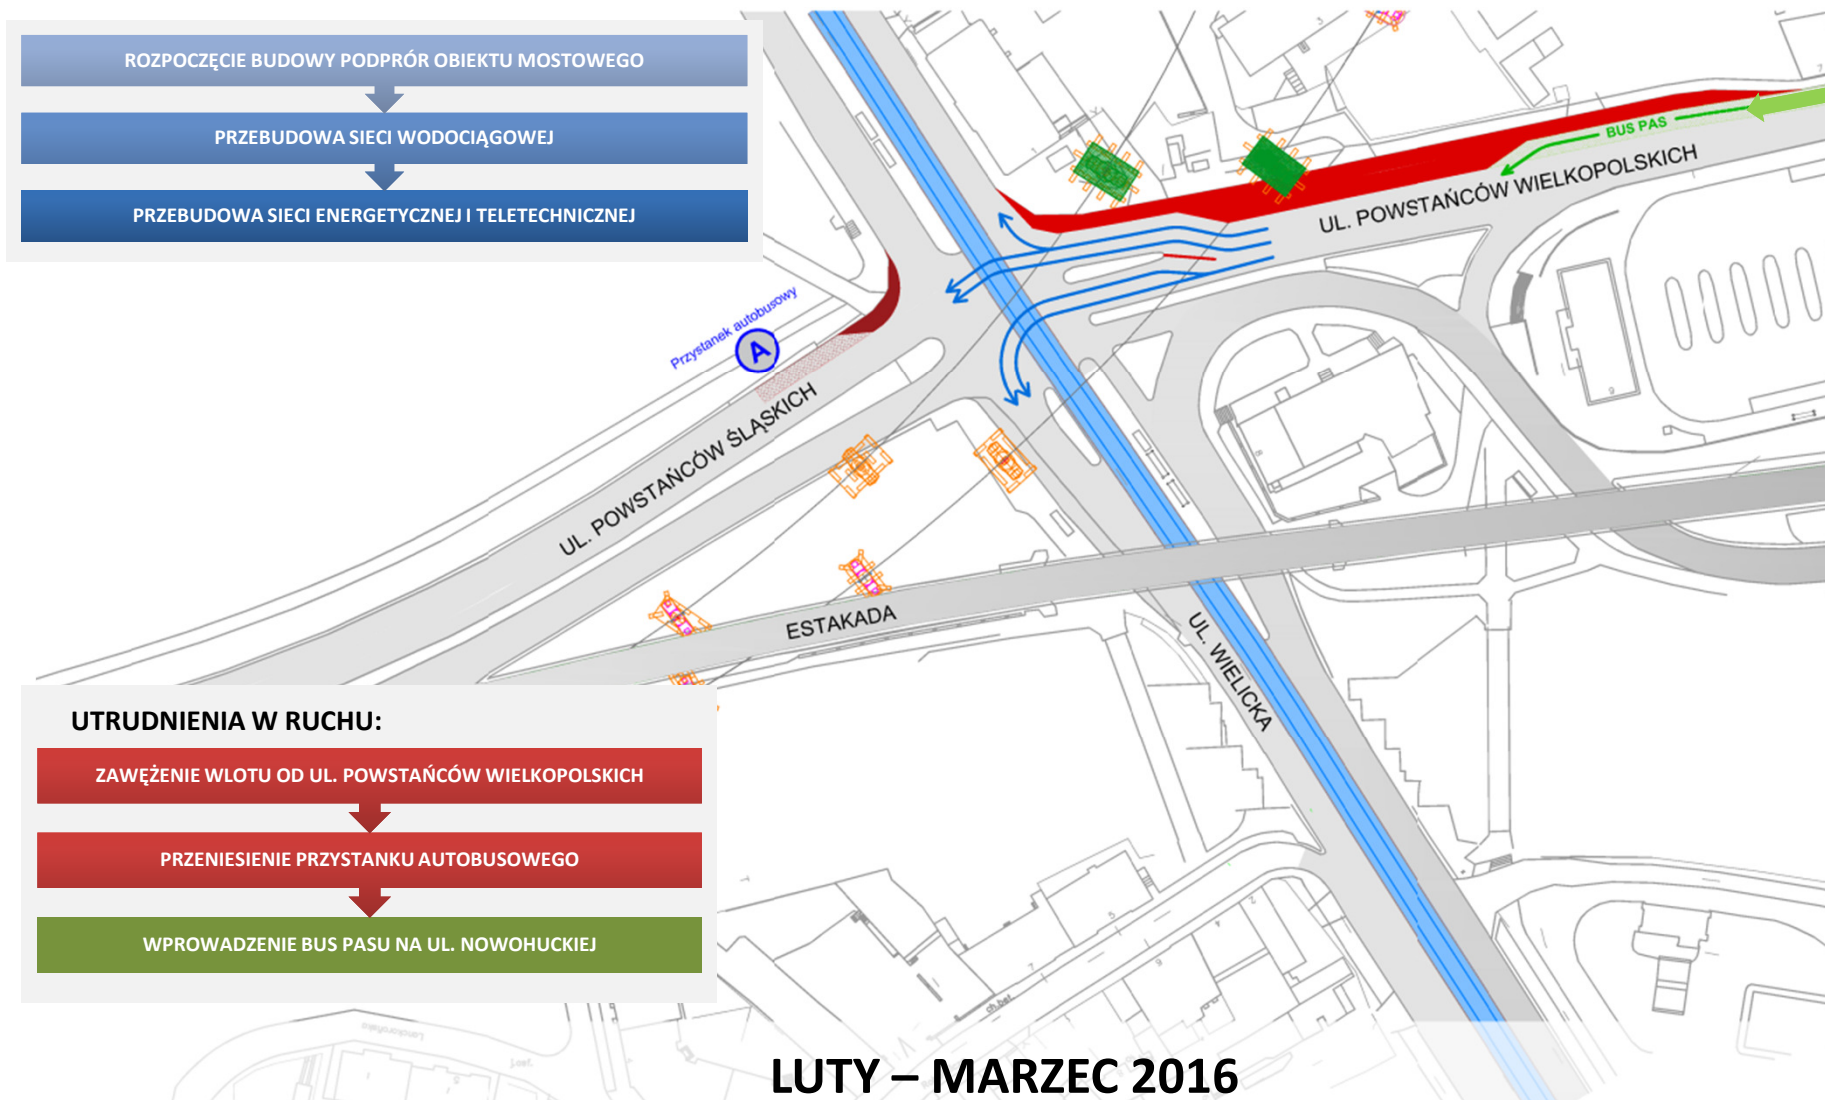 ROZPOCZĘCIE BUDOWY PODPRÓR OBIEKTU MOSTOWEGO
PRZEBUDOWA SIECI WODOCIĄGOWEJ
PRZEBUDOWA SIECI ENERGETYCZNEJ I TELETECHNICZNEJ
BUS PAS
UL. POWSTAŃCÓW WIELKOPOLSKICH
Przystanek autobusowy
A
UL. POWSTAŃCÓW ŚLĄSKICH
ESTAKADA
UL. WIELICKA
UTRUDNIENIA W RUCHU:
ZAWĘŻENIE WLOTU OD UL. POWSTAŃCÓW WIELKOPOLSKICH
PRZENIESIENIE PRZYSTANKU AUTOBUSOWEGO
WPROWADZENIE BUS PASU NA UL. NOWOHUCKIEJ
ch.bet
LUTY – MARZEC 2016